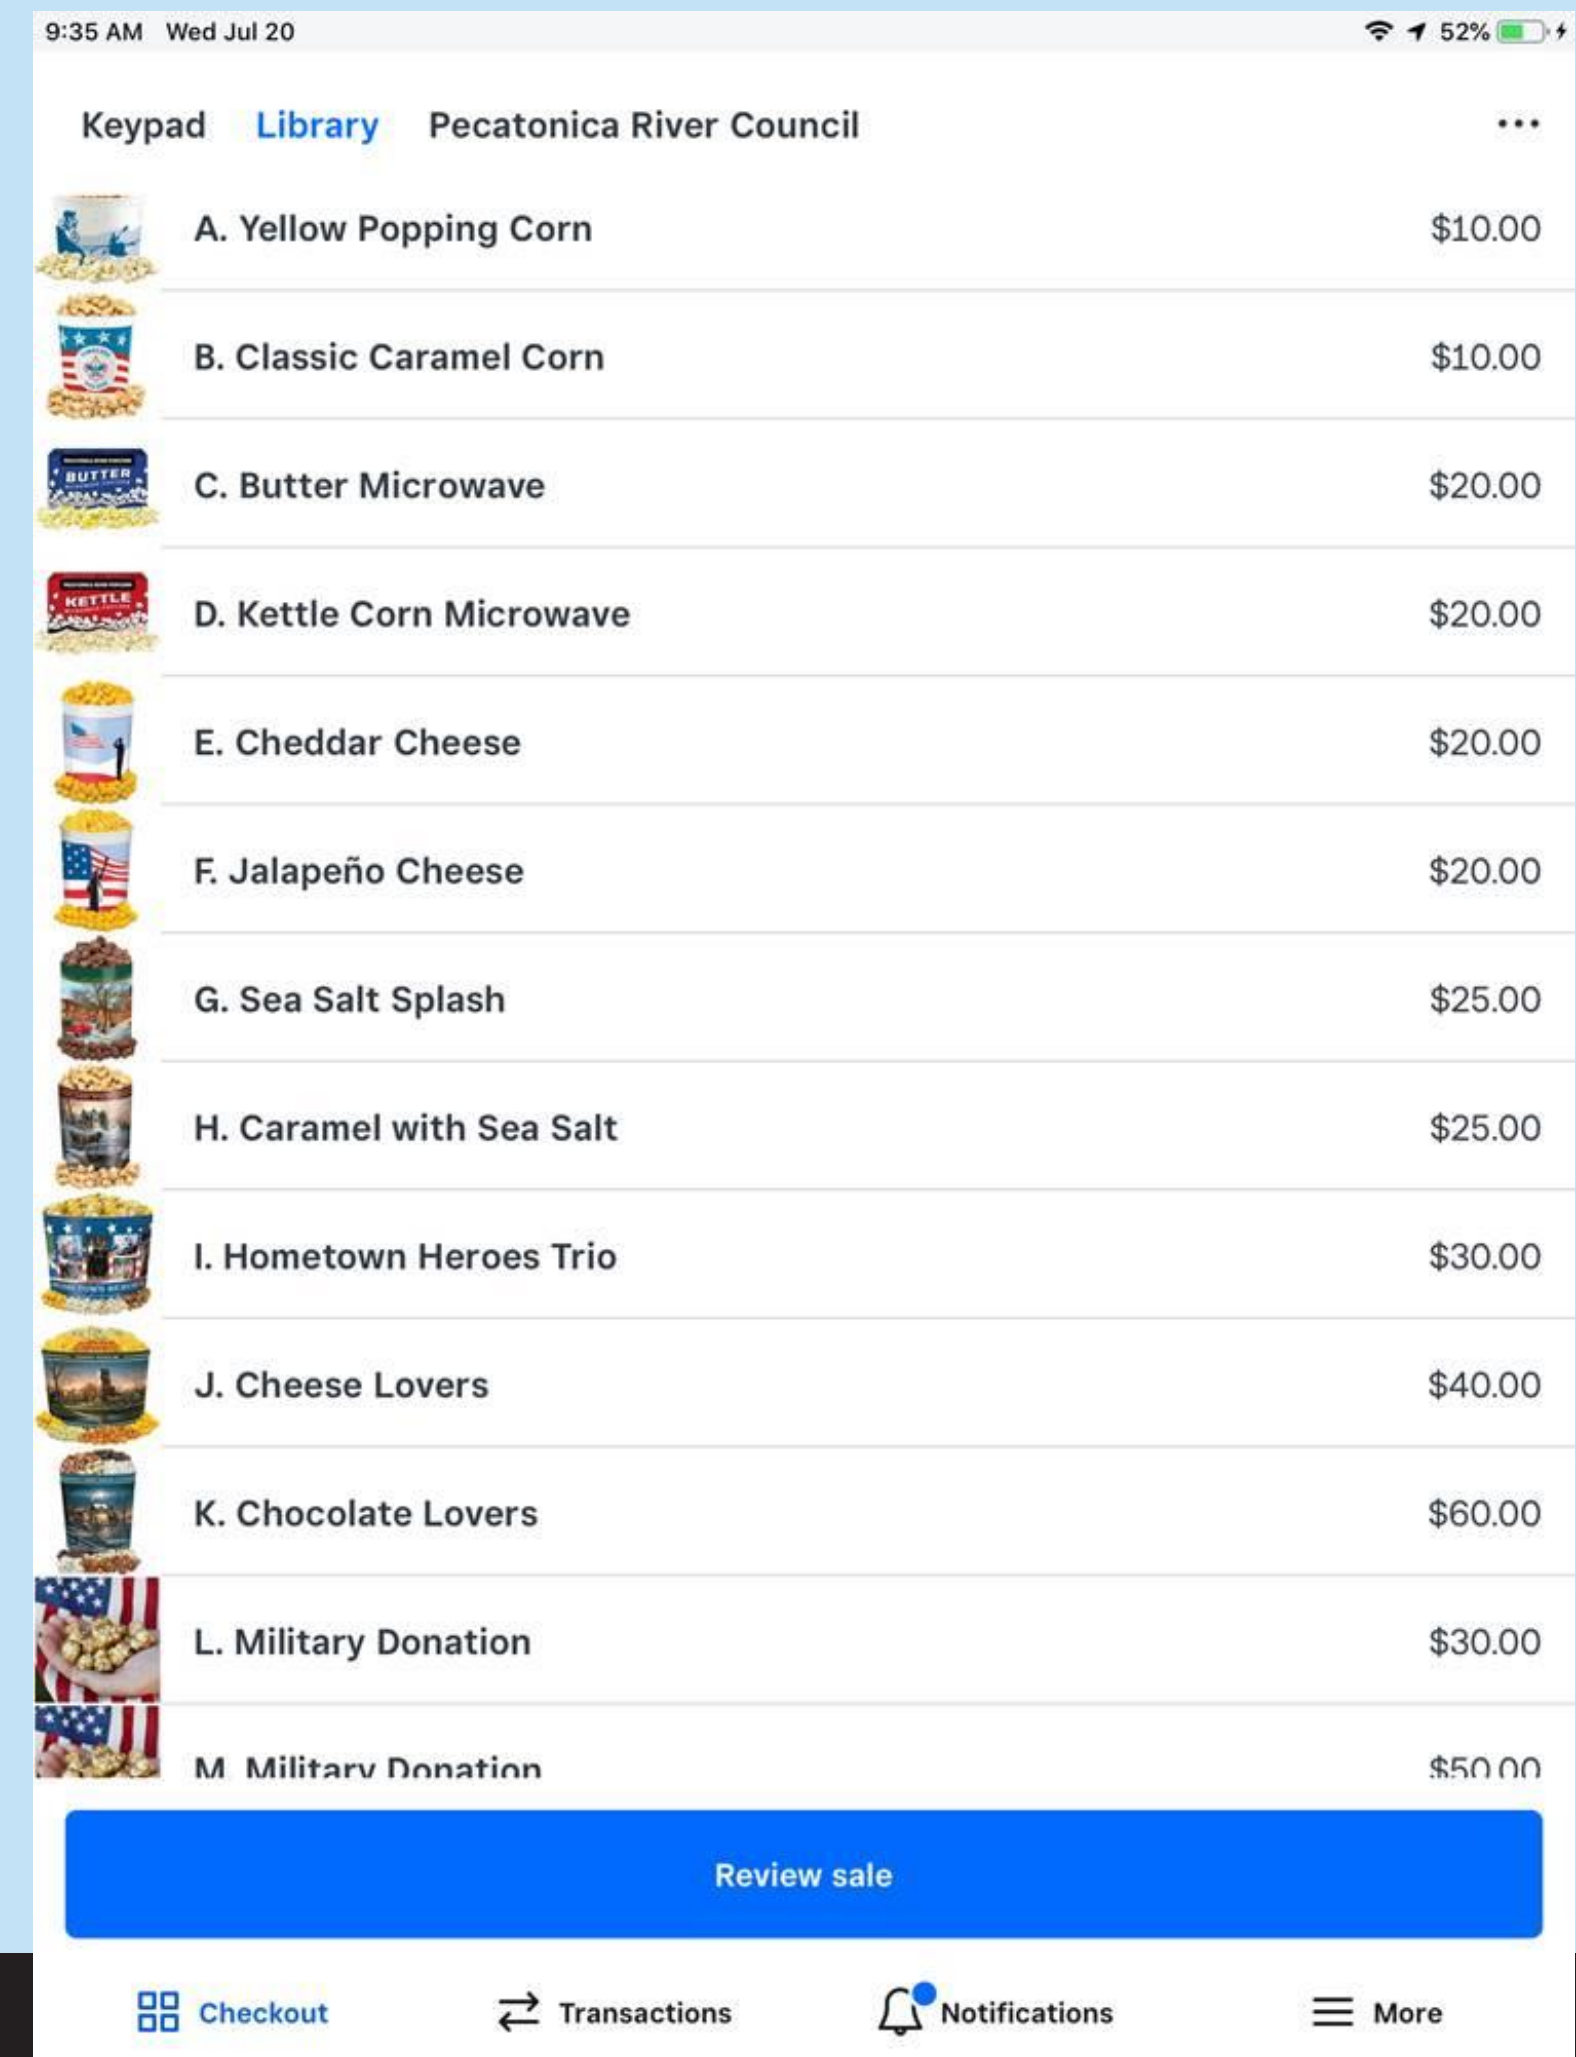 9:35 AM Wed Jul 20 52%
Keypad Library Pecatonica River Council ...
A. Yellow Popping Corn $10.00
B. Classic Caramel Corn $10.00
BUTTER
C. Butter Microwave $20.00
KETTLE
D. Kettle Corn Microwave $20.00
E. Cheddar Cheese $20.00
F. Jalapeño Cheese $20.00
G. Sea Salt Splash $25.00
H. Caramel with Sea Salt $25.00
I. Hometown Heroes Trio $30.00
J. Cheese Lovers $40.00
K. Chocolate Lovers $60.00
L. Military Donation $30.00
M. Military Donation $50.00
Review sale
Checkout Transactions Notifications More